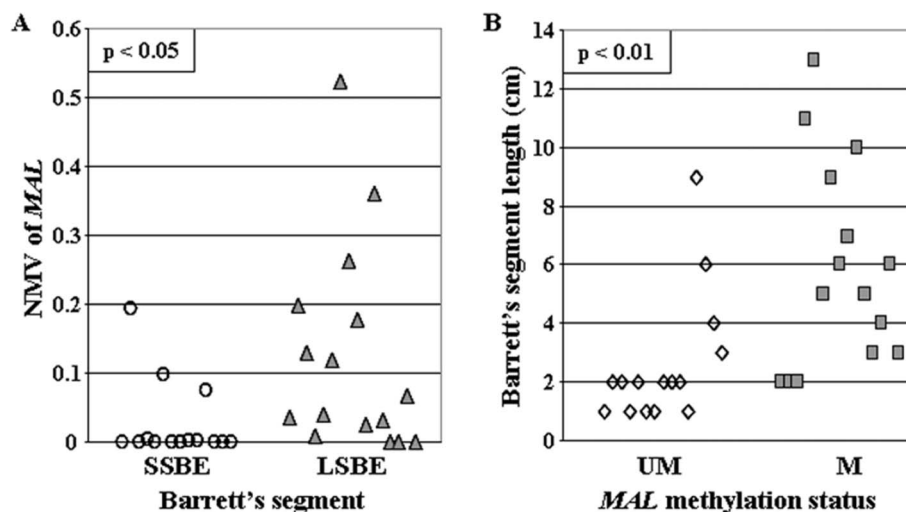 A
0.6
p < 0.05
0.5
0.4
0.3
0.2
0.1
0
NMV of MAL
SSBE LSBE
Barrett's segment
B
14
p < 0.01
12
10
8
6
4
2
0
Barrett's segment length (cm)
0
0
UM M
MAL methylation status